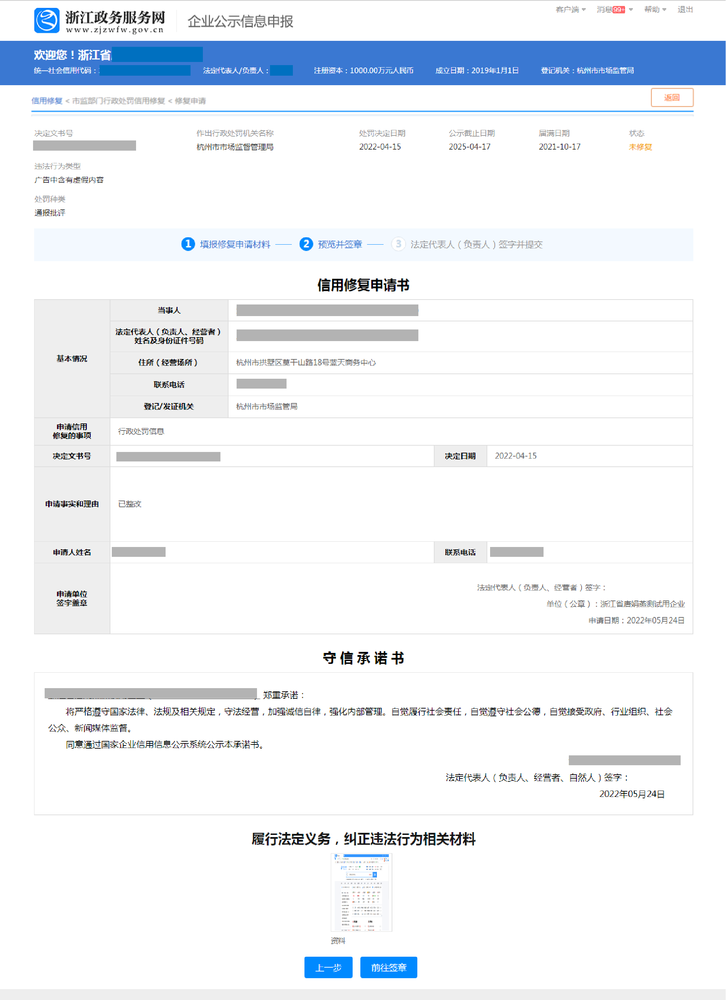 浙江政务服务网
www.zjzwfw.gov.cn
企业公示信息申报
客户端 消息99+ 帮助 退出
欢迎您！浙江省
统一社会信用代码： 法定代表人/负责人： 注册资本：1000.00万元人民币 成立日期：2019年1月1日 登记机关：杭州市市场监管局
信用修复 < 市监部门行政处罚信用修复 < 修复申请
返回
决定文书号 作出行政处罚机关名称 处罚决定日期 公示截止日期 届满日期 状态
杭州市市场监督管理局 2022-04-15 2025-04-17 2021-10-17 未修复
违法行为类型
广告中含有虚假内容
处罚种类
通报批评
1 填报修复申请材料 2 预览并签章 3 法定代表人（负责人）签字并提交
信用修复申请书
基本情况
当事人
法定代表人（负责人、经营者）
姓名及身份证件号码
住所（经营场所） 杭州市拱墅区莫干山路18号蓝天商务中心
联系电话
登记/发证机关 杭州市市场监管局
申请信用
修复的事项
行政处罚信息
决定文书号 决定日期 2022-04-15
申请事实和理由 已整改
申请人姓名 联系电话
申请单位
签字盖章
法定代表人（负责人、经营者）签字：
单位（公章）：浙江省唐娟燕测试用企业
申请日期：2022年05月24日
守信承诺书
郑重承诺：
将严格遵守国家法律、法规及相关规定，守法经营，加强诚信自律，强化内部管理。自觉履行社会责任，自觉遵守社会公德，自觉接受政府、行业组织、社会
公众、新闻媒体监督。
同意通过国家企业信用信息公示系统公示本承诺书。
法定代表人（负责人、经营者、自然人）签字：
2022年05月24日
履行法定义务，纠正违法行为相关材料
资料
上一步 前往签章